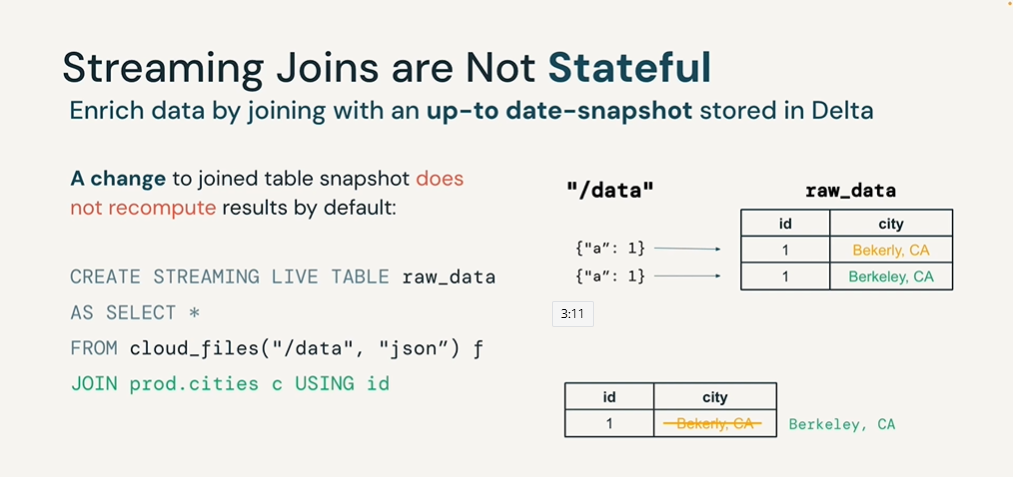 Streaming Joins are Not Stateful
Enrich data by joining with an up-to date-snapshot stored in Delta
A change to joined table snapshot does
not recompute results by default:
CREATE STREAMING LIVE TABLE raw_data
AS SELECT *
FROM cloud_files("/data", "json”) f
JOIN prod.cities c USING id
"/data"
raw_data
id city
{"a”: 1} 1 Bekerly, CA
{"a”: 1} 1 Berkeley, CA
3:11
id city
1 Bekerly, CA Berkeley, CA